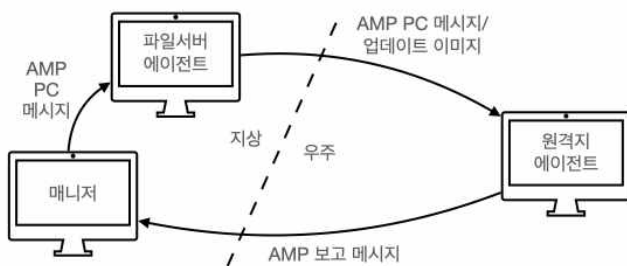 AMP PC 메시지/
업데이트 이미지
파일서버
에이전트
AMP
PC
메시지
지상
우주
원격지
에이전트
매니저
AMP 보고 메시지